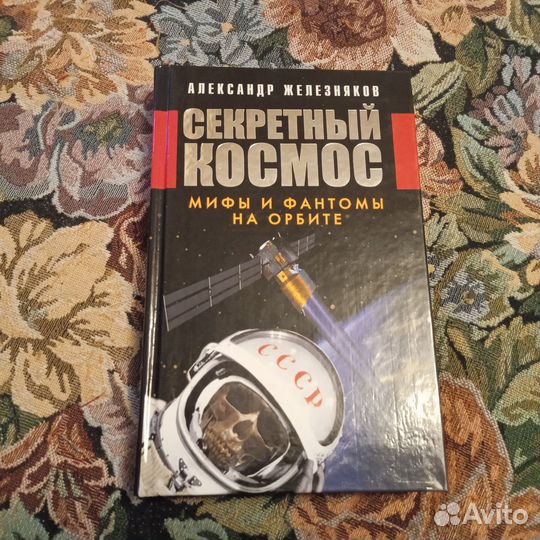 АЛЕКСАНДР ЖЕЛЕЗНЯКОВ
СЕКРЕТНЫЙ
КОСМОС
МИФЫ И ФАНТОМЫ
НА ОРБИТЕ
СССР
Avito